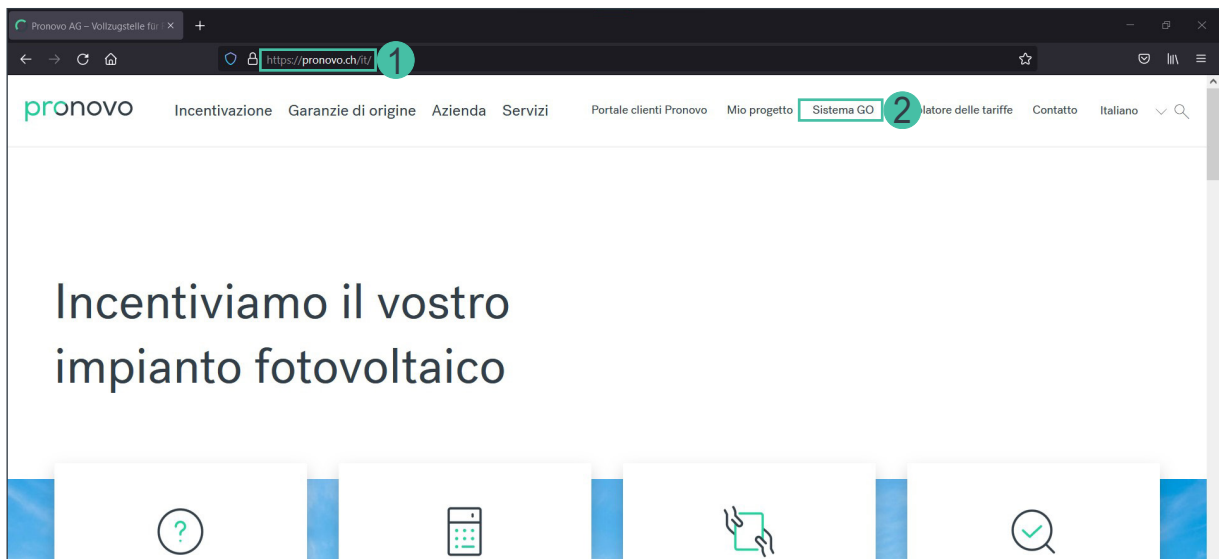 Pronovo AG – Vollzugstelle für
https://pronovo.ch/it/
1
pronovo
Incentivazione Garanzie di origine Azienda Servizi
Portale clienti Pronovo Mio progetto Sistema GO 2 latore delle tariffe Contatto Italiano
Incentiviamo il vostro
impianto fotovoltaico